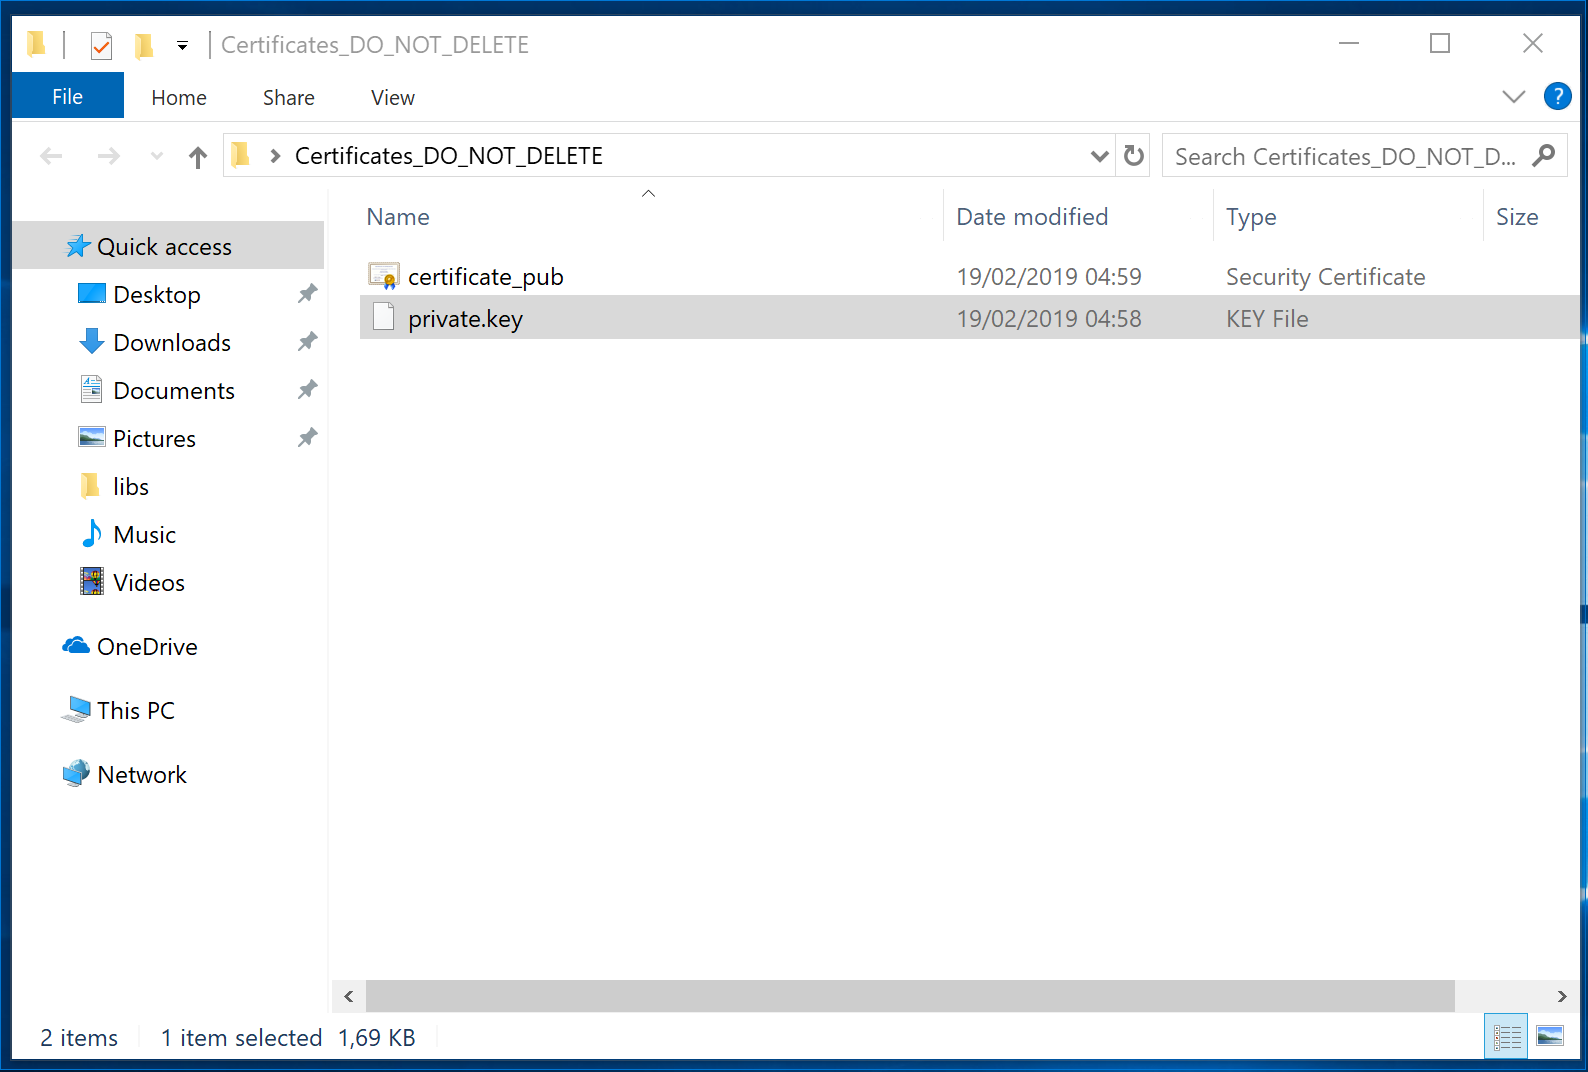 Certificates_DO_NOT_DELETE
File Home Share View ?
Certificates_DO_NOT_DELETE Search Certificates_DO_NOT_D...
Name Date modified Type Size
Quick access
Desktop
Downloads
Documents
Pictures
libs
Music
Videos
OneDrive
This PC
Network
certificate_pub 19/02/2019 04:59 Security Certificate
private.key 19/02/2019 04:58 KEY File
2 items 1 item selected 1,69 KB